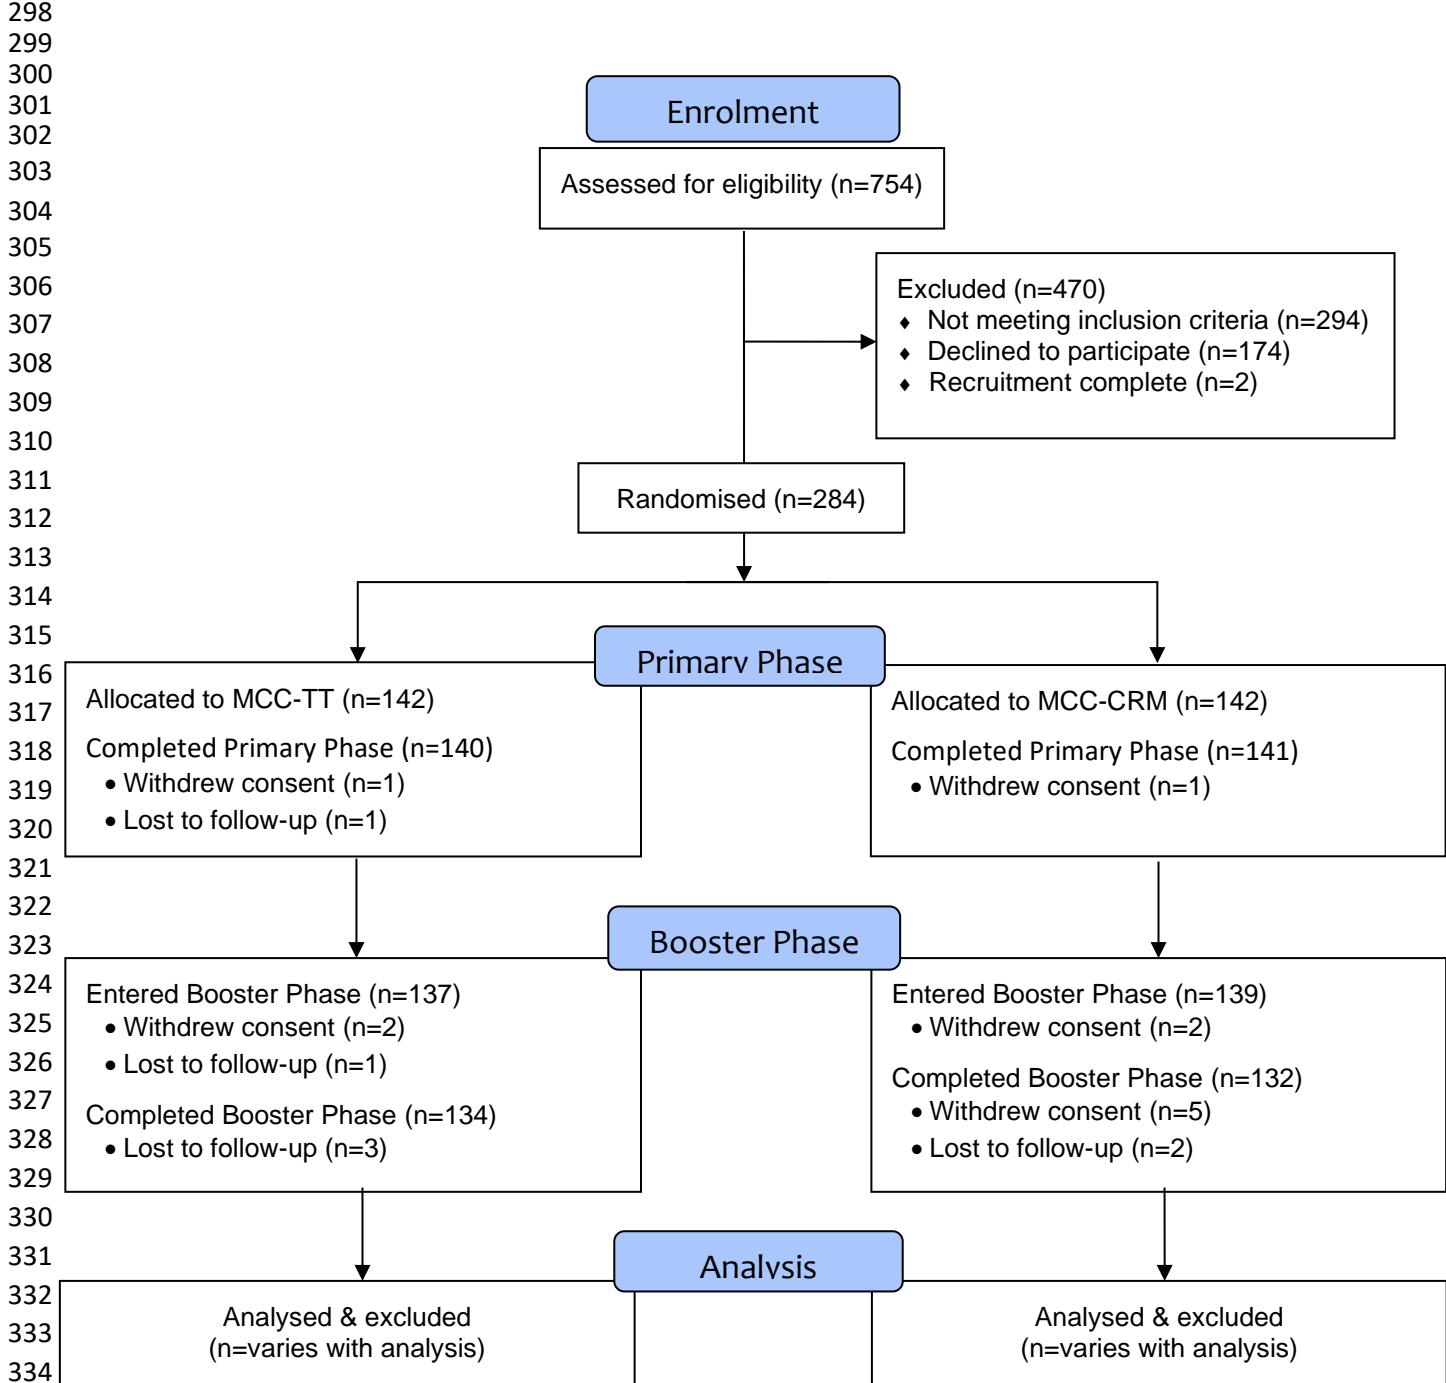 298
299
300
301
Enrolment
302
303
Assessed for eligibility (n=754)
304
305
306
Excluded (n=470)
307
♦ Not meeting inclusion criteria (n=294)
308
♦ Declined to participate (n=174)
♦ Recruitment complete (n=2)
309
310
311
Randomised (n=284)
312
313
314
315
Primary Phase
316
317
Allocated to MCC-TT (n=142)
318
Completed Primary Phase (n=140)
319
• Withdrew consent (n=1)
320
• Lost to follow-up (n=1)
Allocated to MCC-CRM (n=142)
Completed Primary Phase (n=141)
• Withdrew consent (n=1)
321
322
323
Booster Phase
324
Entered Booster Phase (n=137)
325
• Withdrew consent (n=2)
326
• Lost to follow-up (n=1)
327
Completed Booster Phase (n=134)
328
• Lost to follow-up (n=3)
329
Entered Booster Phase (n=139)
• Withdrew consent (n=2)
Completed Booster Phase (n=132)
• Withdrew consent (n=5)
• Lost to follow-up (n=2)
330
331
Analysis
332
333
334
Analysed & excluded
(n=varies with analysis)
Analysed & excluded
(n=varies with analysis)